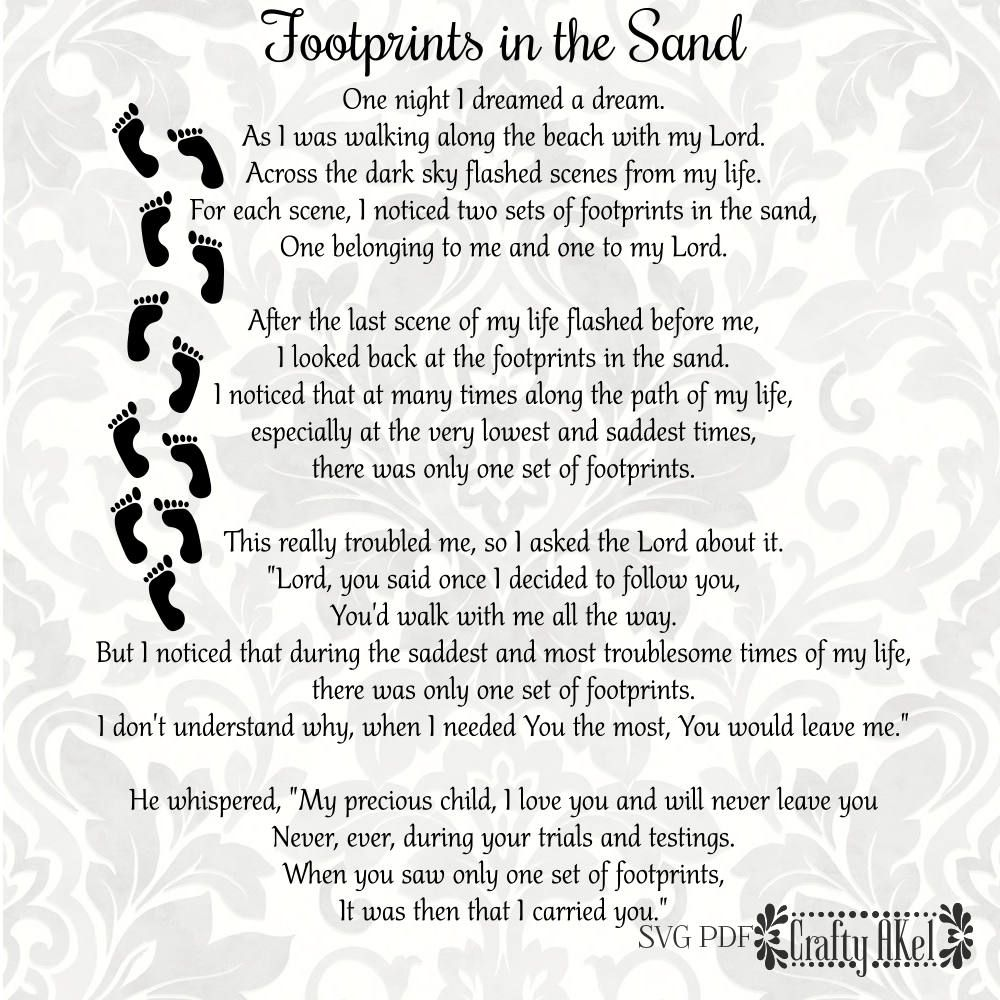 Footprints in the Sand
One night I dreamed a dream.
As I was walking along the beach with my Lord.
Across the dark sky flashed scenes from my life.
For each scene, I noticed two sets of footprints in the sand,
One belonging to me and one to my Lord.
After the last scene of my life flashed before me,
I looked back at the footprints in the sand.
I noticed that at many times along the path of my life,
especially at the very lowest and saddest times,
there was only one set of footprints.
This really troubled me, so I asked the Lord about it.
"Lord, you said once I decided to follow you,
You'd walk with me all the way.
But I noticed that during the saddest and most troublesome times of my life,
there was only one set of footprints.
I don't understand why, when I needed You the most, You would leave me."
He whispered, "My precious child, I love you and will never leave you
Never, ever, during your trials and testings.
When you saw only one set of footprints,
It was then that I carried you."
SVG PDF
Crafty AKel